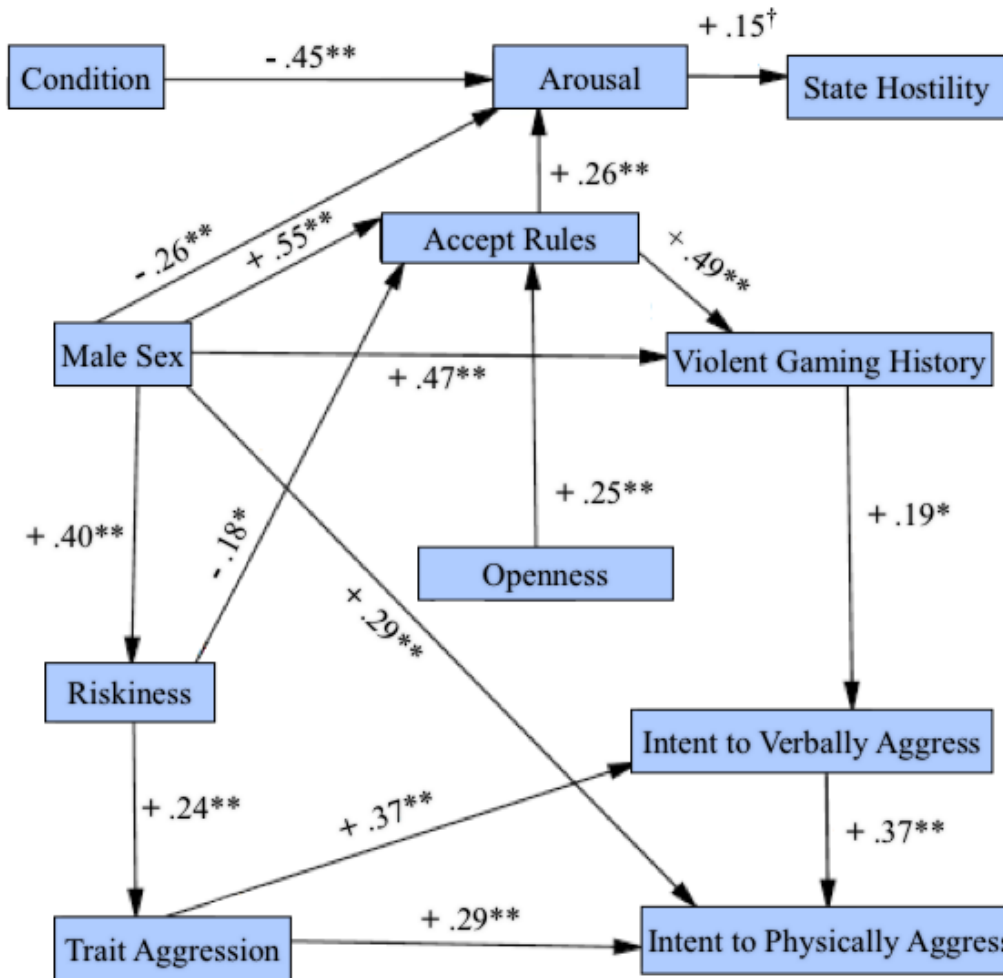 + .15†
Condition
- .45**
Arousal
State Hostility
+ .26**
- .26**
+ .55**
Accept Rules
+ .49**
Male Sex
+ .47**
Violent Gaming History
+ .40**
- .18*
+ .25**
+ .19*
Openness
+ .29**
Riskiness
Intent to Verbally Aggress
+ .24**
+ .37**
+ .37**
Trait Aggression
+ .29**
Intent to Physically Aggress